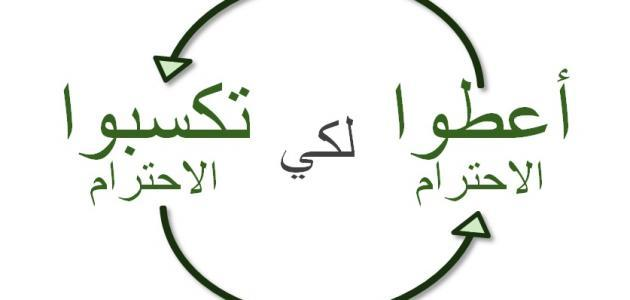 أعطوا
الاحترام
لكي
تكسبوا
الاحترام